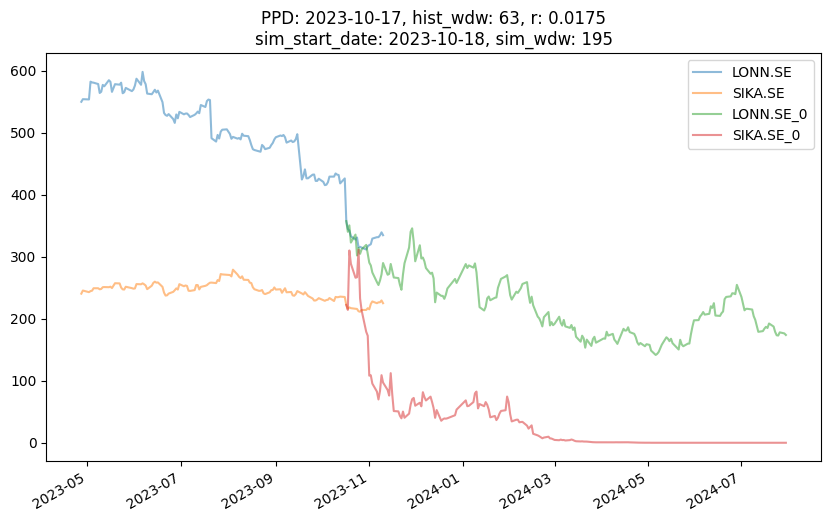 PPD: 2023-10-17, hist_wdw: 63, r: 0.0175
sim_start_date: 2023-10-18, sim_wdw: 195
LONN.SE
SIKA.SE
LONN.SE_0
SIKA.SE_0
600
500
400
300
200
100
0
2023-05
2023-07
2023-09
2023-11
2024-01
2024-03
2024-05
2024-07